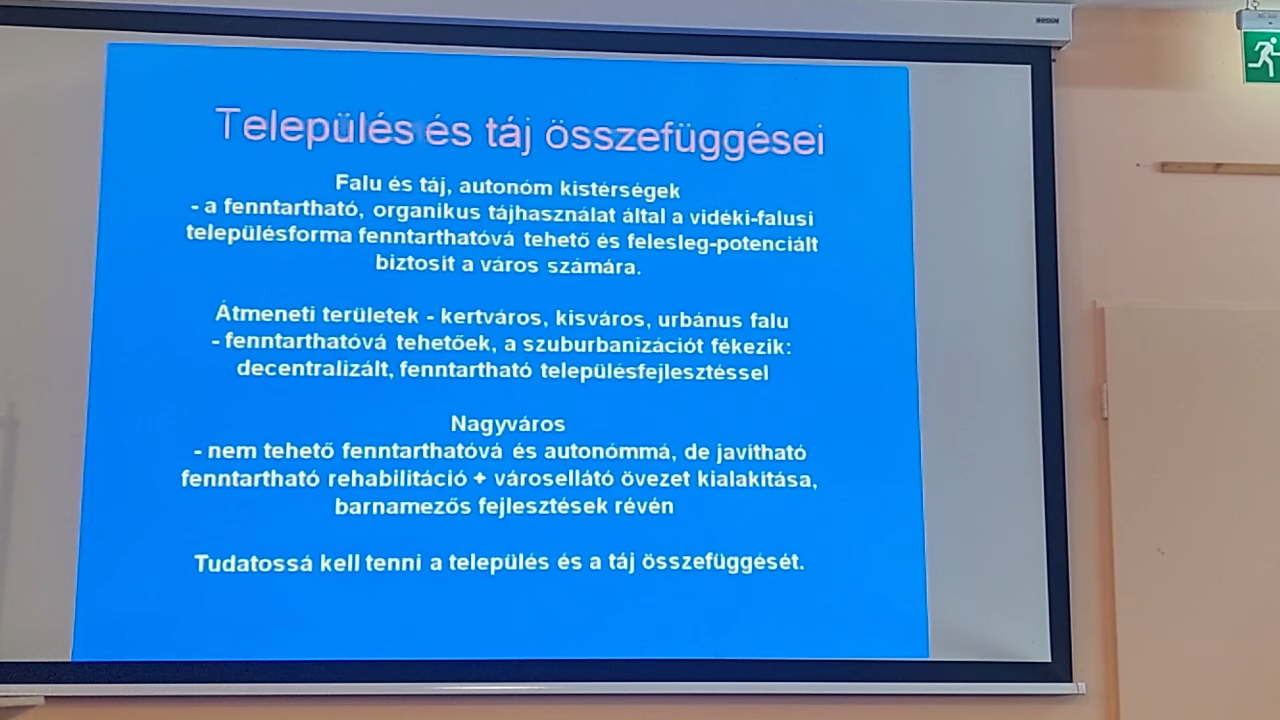 Település és táj összefüggései
Falu és táj, autonóm kistérségek
- a fenntartható, organikus tájhasználat által a vidéki-falusi
településforma fenntarthatóvá tehető és felesleg-potenciált
biztosít a város számára.
Átmeneti területek - kertváros, kisváros, urbánus falu
- fenntarthatóvá tehetőek, a szuburbanizációt fékezik:
decentralizált, fenntartható településfejlesztéssel
Nagyváros
- nem tehető fenntarthatóvá és autonómmá, de javítható
fenntartható rehabilitáció + városellátó övezet kialakítása,
barnamezős fejlesztések révén
Tudatossá kell tenni a település és a táj összefüggését.